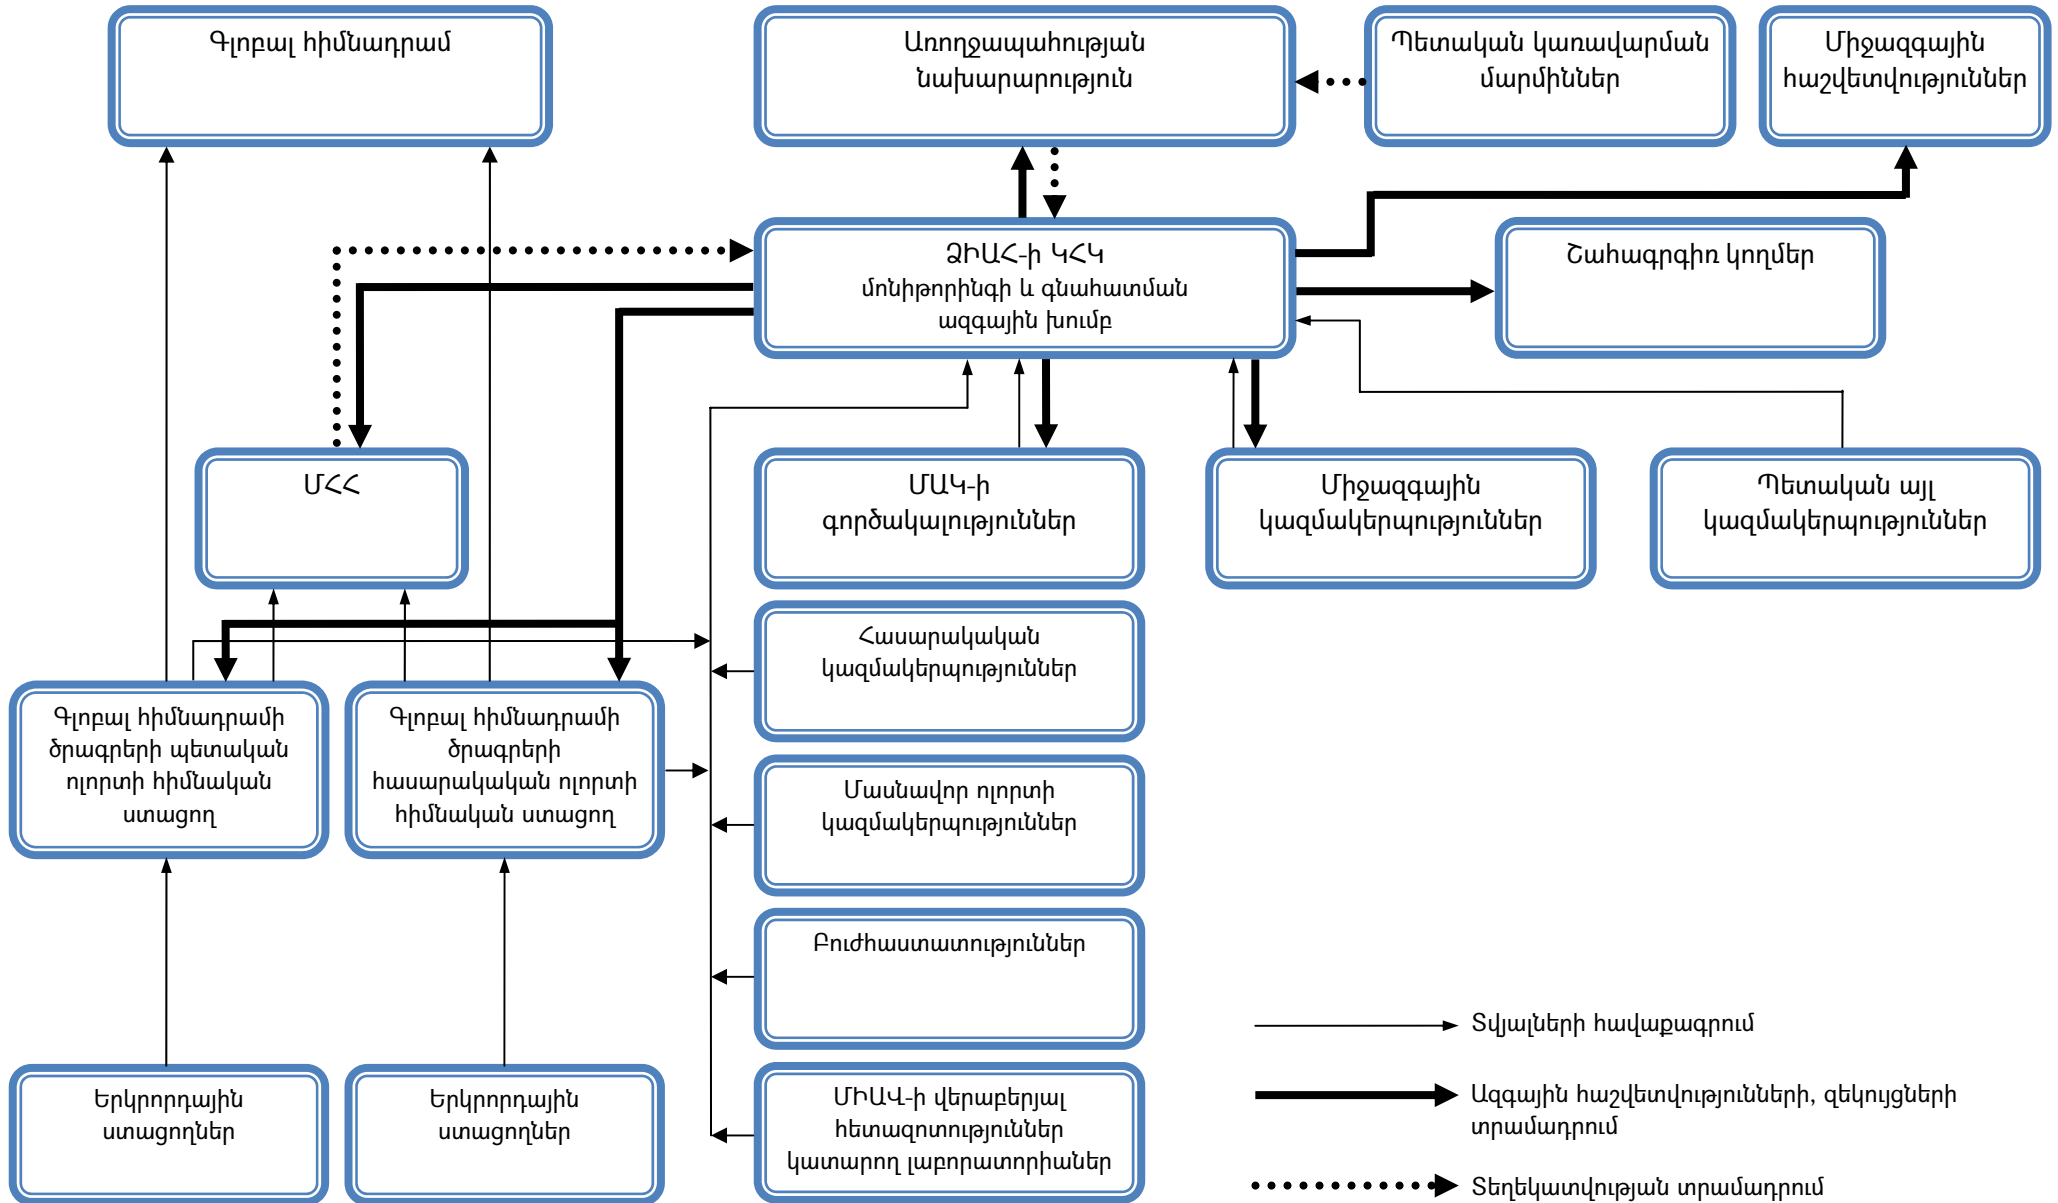 Գլոբալ հիմնադրամ
Առողջապահության
նախարարություն
Պետական կառավարման
մարմիններ
Միջազգային
հաշվետվություններ
ՁԻԱՀ-ի ԿՀԿ
մոնիթորինգի և գնահատման
ազգային խումբ
Շահագրգիռ կողմեր
ՄՀՀ
ՄԱԿ-ի
գործակալություններ
Միջազգային
կազմակերպություններ
Պետական այլ
կազմակերպություններ
Հասարակական
կազմակերպություններ
Գլոբալ հիմնադրամի
ծրագրերի պետական
ոլորտի հիմնական
ստացող
Գլոբալ հիմնադրամի
ծրագրերի
հասարակական ոլորտի
հիմնական ստացող
Մասնավոր ոլորտի
կազմակերպություններ
Բուժհաստատություններ
Երկրորդային
ստացողներ
Երկրորդային
ստացողներ
ՄԻԱՎ-ի վերաբերյալ
հետազոտություններ
կատարող լաբորատորիաներ
Տվյալների հավաքագրում
Ազգային հաշվետվությունների, զեկույցների
տրամադրում
Տեղեկատվության տրամադրում